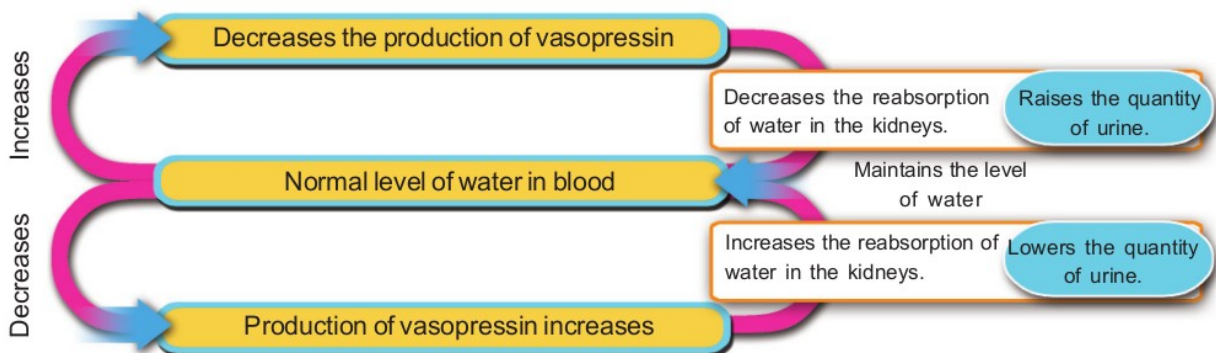 Decreases the production of vasopressin
Increases
Decreases the reabsorption
of water in the kidneys.
Raises the quantity
of urine.
Normal level of water in blood
Maintains the level
of water
Decreases
Increases the reabsorption of
water in the kidneys.
Lowers the quantity
of urine.
Production of vasopressin increases